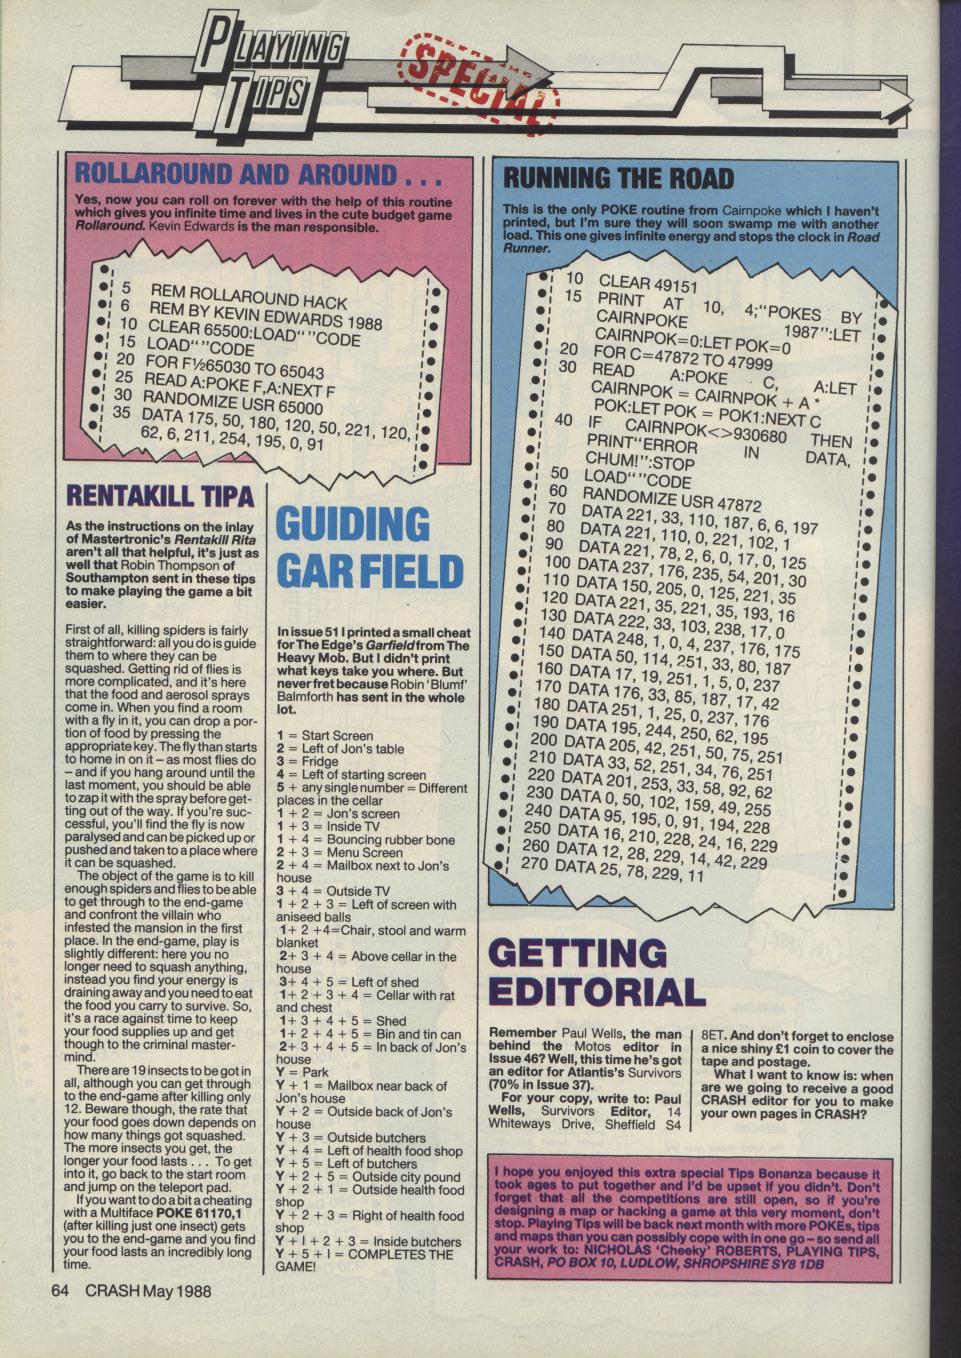 PLAYING
TIPS
SPECIAL
ROLLAROUND AND AROUND . . .
Yes, now you can roll on forever with the help of this routine
which gives you infinite time and lives in the cute budget game
Rollaround. Kevin Edwards is the man responsible.
5 REM ROLLAROUND HACK
6 REM BY KEVIN EDWARDS 1988
10 CLEAR 65500:LOAD“ ”CODE
15 LOAD“ ”CODE
20 FOR F½65030 TO 65043
25 READ A:POKE F,A:NEXT F
30 RANDOMIZE USR 65000
35 DATA 175, 50, 180, 120, 50, 221, 120,
62, 6, 211, 254, 195, 0, 91
RENTAKILL TIPA
As the instructions on the inlay
of Mastertronic's Rentakill Rita
aren't all that helpful, it's just as
well that Robin Thompson of
Southampton sent in these tips
to make playing the game a bit
easier.
First of all, killing spiders is fairly
straightforward: all you do is guide
them to where they can be
squashed. Getting rid of flies is
more complicated, and it's here
that the food and aerosol sprays
come in. When you find a room
with a fly in it, you can drop a por-
tion of food by pressing the
appropriate key. The fly than starts
to home in on it – as most flies do
– and if you hang around until the
last moment, you should be able
to zap it with the spray before get-
ting out of the way. If you're suc-
cessful, you'll find the fly is now
paralysed and can be picked up or
pushed and taken to a place where
it can be squashed.
The object of the game is to kill
enough spiders and flies to be able
to get through to the end-game
and confront the villain who
infested the mansion in the first
place. In the end-game, play is
slightly different: here you no
longer need to squash anything,
instead you find your energy is
draining away and you need to eat
the food you carry to survive. So,
it's a race against time to keep
your food supplies up and get
though to the criminal master-
mind.
There are 19 insects to be got in
all, although you can get through
to the end-game after killing only
12. Beware though, the rate that
your food goes down depends on
how many things got squashed.
The more insects you get, the
longer your food lasts . . . To get
into it, go back to the start room
and jump on the teleport pad.
If you want to do a bit a cheating
with a Multiface POKE 61170,1
(after killing just one insect) gets
you to the end-game and you find
your food lasts an incredibly long
time.
GUIDING
GARFIELD
In issue 51 I printed a small cheat
for The Edge's Garfield from The
Heavy Mob. But I didn't print
what keys take you where. But
never fret because Robin 'Blumf'
Balmforth has sent in the whole
lot.
1 = Start Screen
2 = Left of Jon's table
3 = Fridge
4 = Left of starting screen
5 + any single number = Different
places in the cellar
1 + 2 = Jon's screen
1 + 3 = Inside TV
1 + 4 = Bouncing rubber bone
2 + 3 = Menu Screen
2 + 4 = Mailbox next to Jon's
house
3 + 4 = Outside TV
1 + 2 + 3 = Left of screen with
aniseed balls
1+ 2 +4=Chair, stool and warm
blanket
2+ 3 + 4 = Above cellar in the
house
3+ 4 + 5 = Left of shed
1+ 2 + 3 + 4 = Cellar with rat
and chest
1+ 3 + 4 + 5 = Shed
1+ 2 + 4 + 5 = Bin and tin can
2+ 3 + 4 + 5 = In back of Jon's
house
Y = Park
Y + 1 = Mailbox near back of
Jon's house
Y + 2 = Outside back of Jon's
house
Y + 3 = Outside butchers
Y + 4 = Left of health food shop
Y + 5 = Left of butchers
Y + 2 + 5 = Outside city pound
Y + 2 + 1 = Outside health food
shop
Y + 2 + 3 = Right of health food
shop
Y + I + 2 + 3 = Inside butchers
Y + 5 + I = COMPLETES THE
GAME!
RUNNING THE ROAD
This is the only POKE routine from Cairnpoke which I haven't
printed, but I'm sure they will soon swamp me with another
load. This one gives infinite energy and stops the clock in Road
Runner.
10 CLEAR 49151
15 PRINT AT 10, 4;“POKES BY
CAIRNPOKE 1987”:LET
CAIRNPOK=0:LET POK=0
20 FOR C=47872 TO 47999
30 READ A:POKE C, A:LET
CAIRNPOK = CAIRNPOK + A *
POK:LET POK = POK1:NEXT C
40 IF CAIRNPOK<>930680 THEN
PRINT“ERROR IN DATA,
CHUM!”:STOP
50 LOAD“ ”CODE
60 RANDOMIZE USR 47872
70 DATA 221, 33, 110, 187, 6, 6, 197
80 DATA 221, 110, 0, 221, 102, 1
90 DATA 221, 78, 2, 6, 0, 17, 0, 125
100 DATA 237, 176, 235, 54, 201, 30
110 DATA 150, 205, 0, 125, 221, 35
120 DATA 221, 35, 221, 35, 193, 16
130 DATA 222, 33, 103, 238, 17, 0
140 DATA 248, 1, 0, 4, 237, 176, 175
150 DATA 50, 114, 251, 33, 80, 187
160 DATA 17, 19, 251, 1, 5, 0, 237
170 DATA 176, 33, 85, 187, 17, 42
180 DATA 251, 1, 25, 0, 237, 176
190 DATA 195, 244, 250, 62, 195
200 DATA 205, 42, 251, 50, 75, 251
210 DATA 33, 52, 251, 34, 76, 251
220 DATA 201, 253, 33, 58, 92, 62
230 DATA 0, 50, 102, 159, 49, 255
240 DATA 95, 195, 0, 91, 194, 228
250 DATA 16, 210, 228, 24, 16, 229
260 DATA 12, 28, 229, 14, 42, 229
270 DATA 25, 78, 229, 11
GETTING
EDITORIAL
Remember Paul Wells, the man
behind the Motos editor in
Issue 46? Well, this time he's got
an editor for Atlantis's Survivors
(70% in Issue 37).
For your copy, write to: Paul
Wells, Survivors Editor, 14
Whiteways Drive, Sheffield S4
8ET. And don't forget to enclose
a nice shiny £1 coin to cover the
tape and postage.
What I want to know is: when
are we going to receive a good
CRASH editor for you to make
your own pages in CRASH?
I hope you enjoyed this extra special Tips Bonanza because it
took ages to put together and I'd be upset if you didn't. Don't
forget that all the competitions are still open, so if you're
designing a map or hacking a game at this very moment, don't
stop. Playing Tips will be back next month with more POKEs, tips
and maps than you can possibly cope with in one go – so send all
your work to: NICHOLAS 'Cheeky' ROBERTS, PLAYING TIPS,
CRASH, PO BOX 10, LUDLOW, SHROPSHIRE SY8 1DB
64 CRASH May 1988